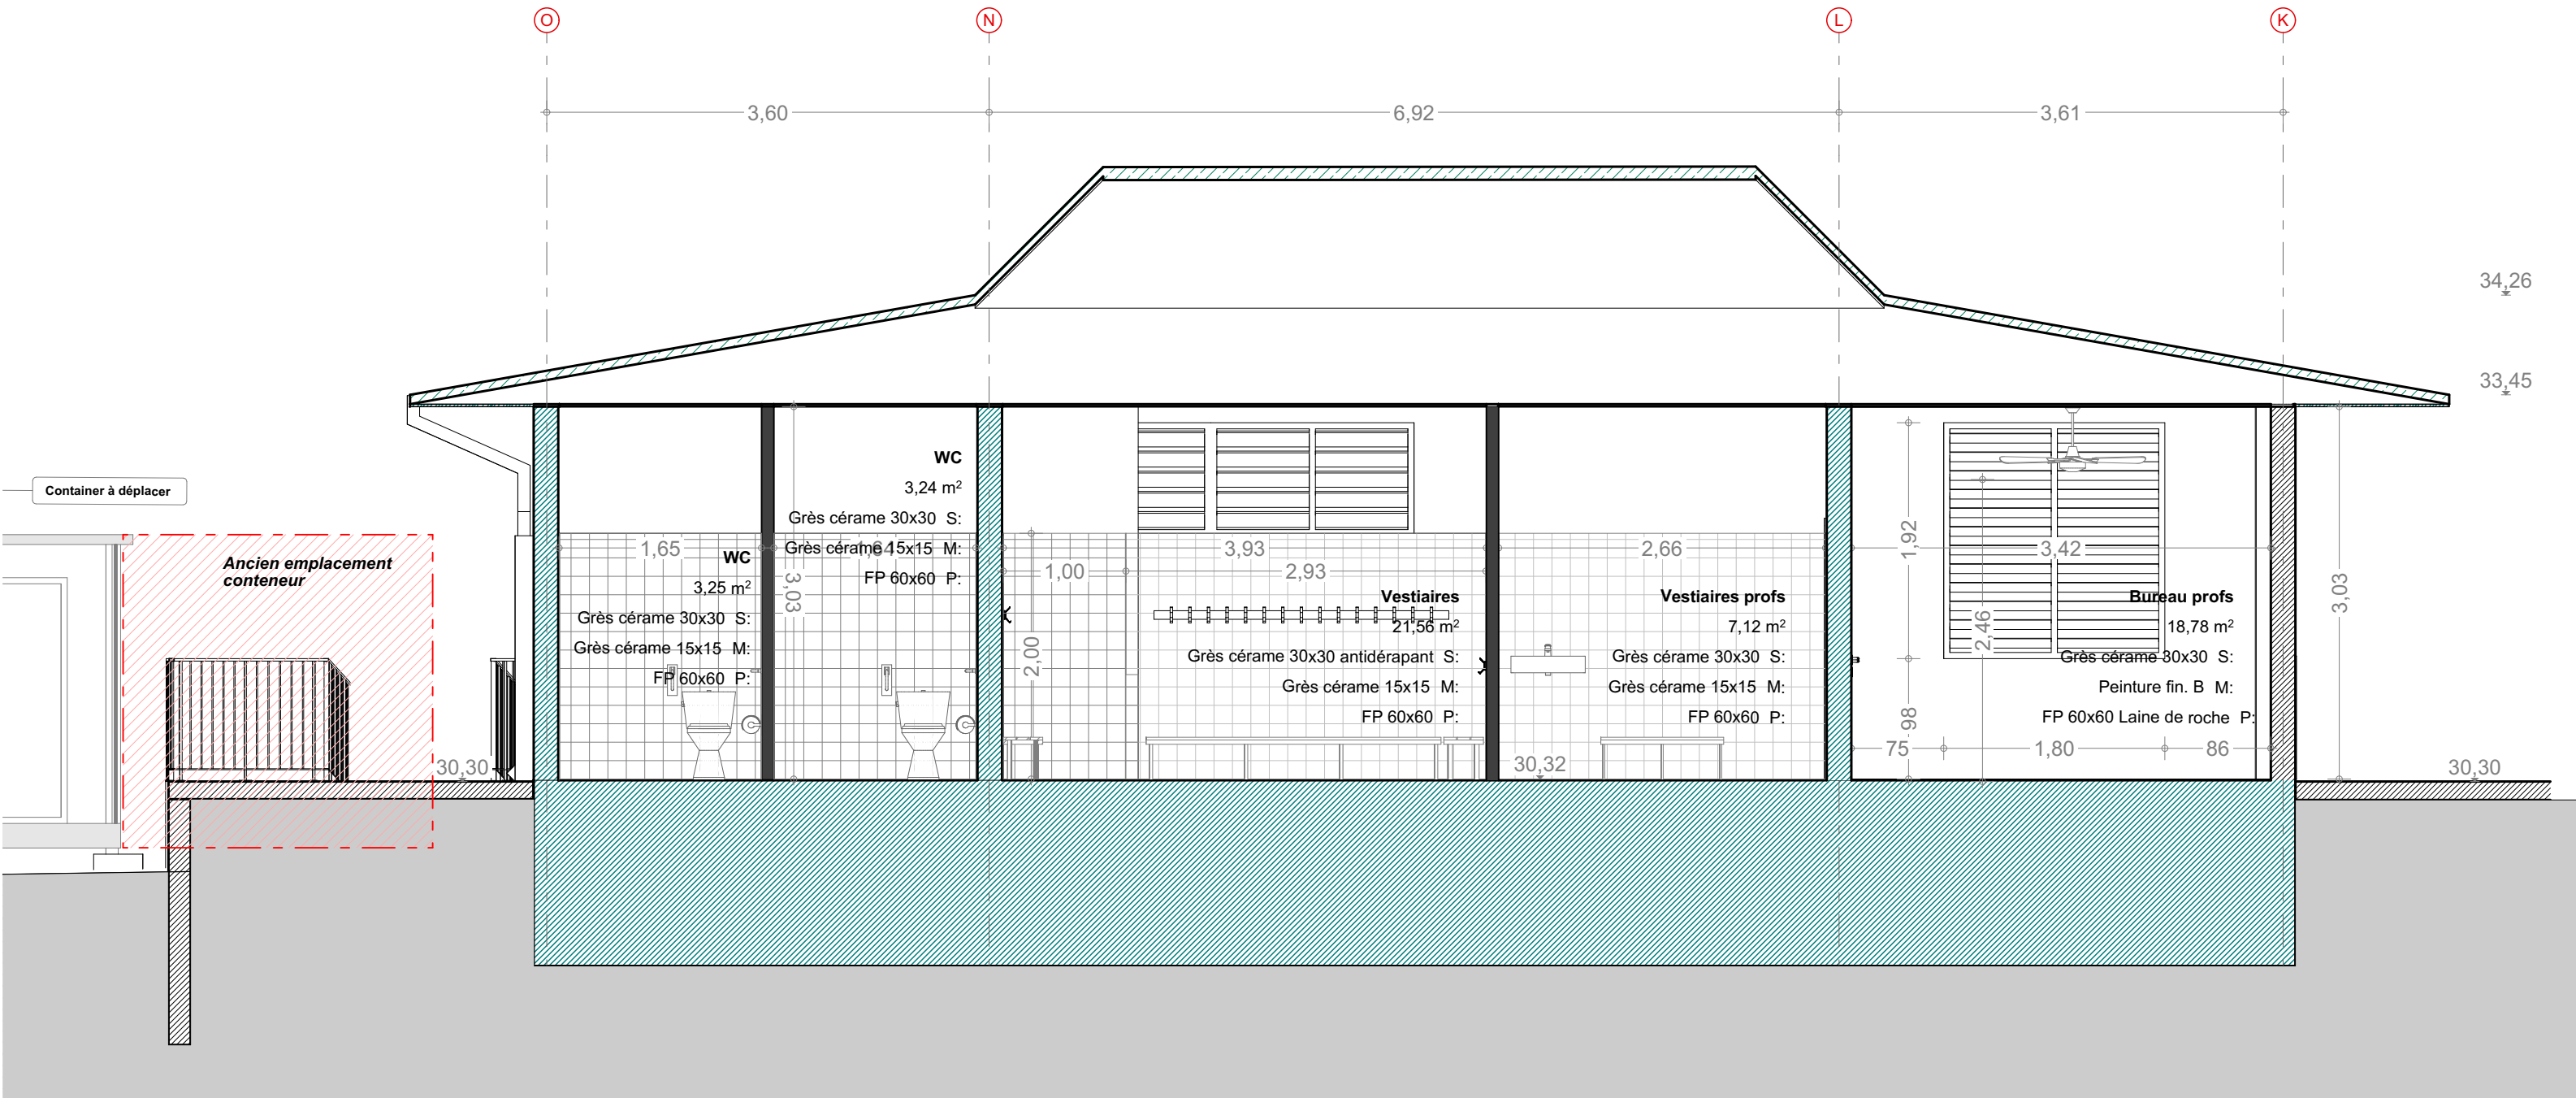 O
N
L
K
3,60
6,92
3,61
34,26
33,45
Container à déplacer
Ancien emplacement
conteneur
30,30
1,65
WC
3,25 m²
Grès cérame 30x30 S:
Grès cérame 15x15 M:
FP 60x60 P:
3,03
WC
3,24 m²
Grès cérame 30x30 S:
Grès cérame 15x15 M:
FP 60x60 P:
1,00
2,00
3,93
2,93
Vestiaires
21,56 m²
Grès cérame 30x30 antidérapant S:
Grès cérame 15x15 M:
FP 60x60 P:
30,32
2,66
Vestiaires profs
7,12 m²
Grès cérame 30x30 S:
Grès cérame 15x15 M:
FP 60x60 P:
1,92
98
3,42
2,46
Bureau profs
18,78 m²
Grès cérame 30x30 S:
Peinture fin. B M:
FP 60x60 Laine de roche P:
75
1,80
86
3,03
30,30